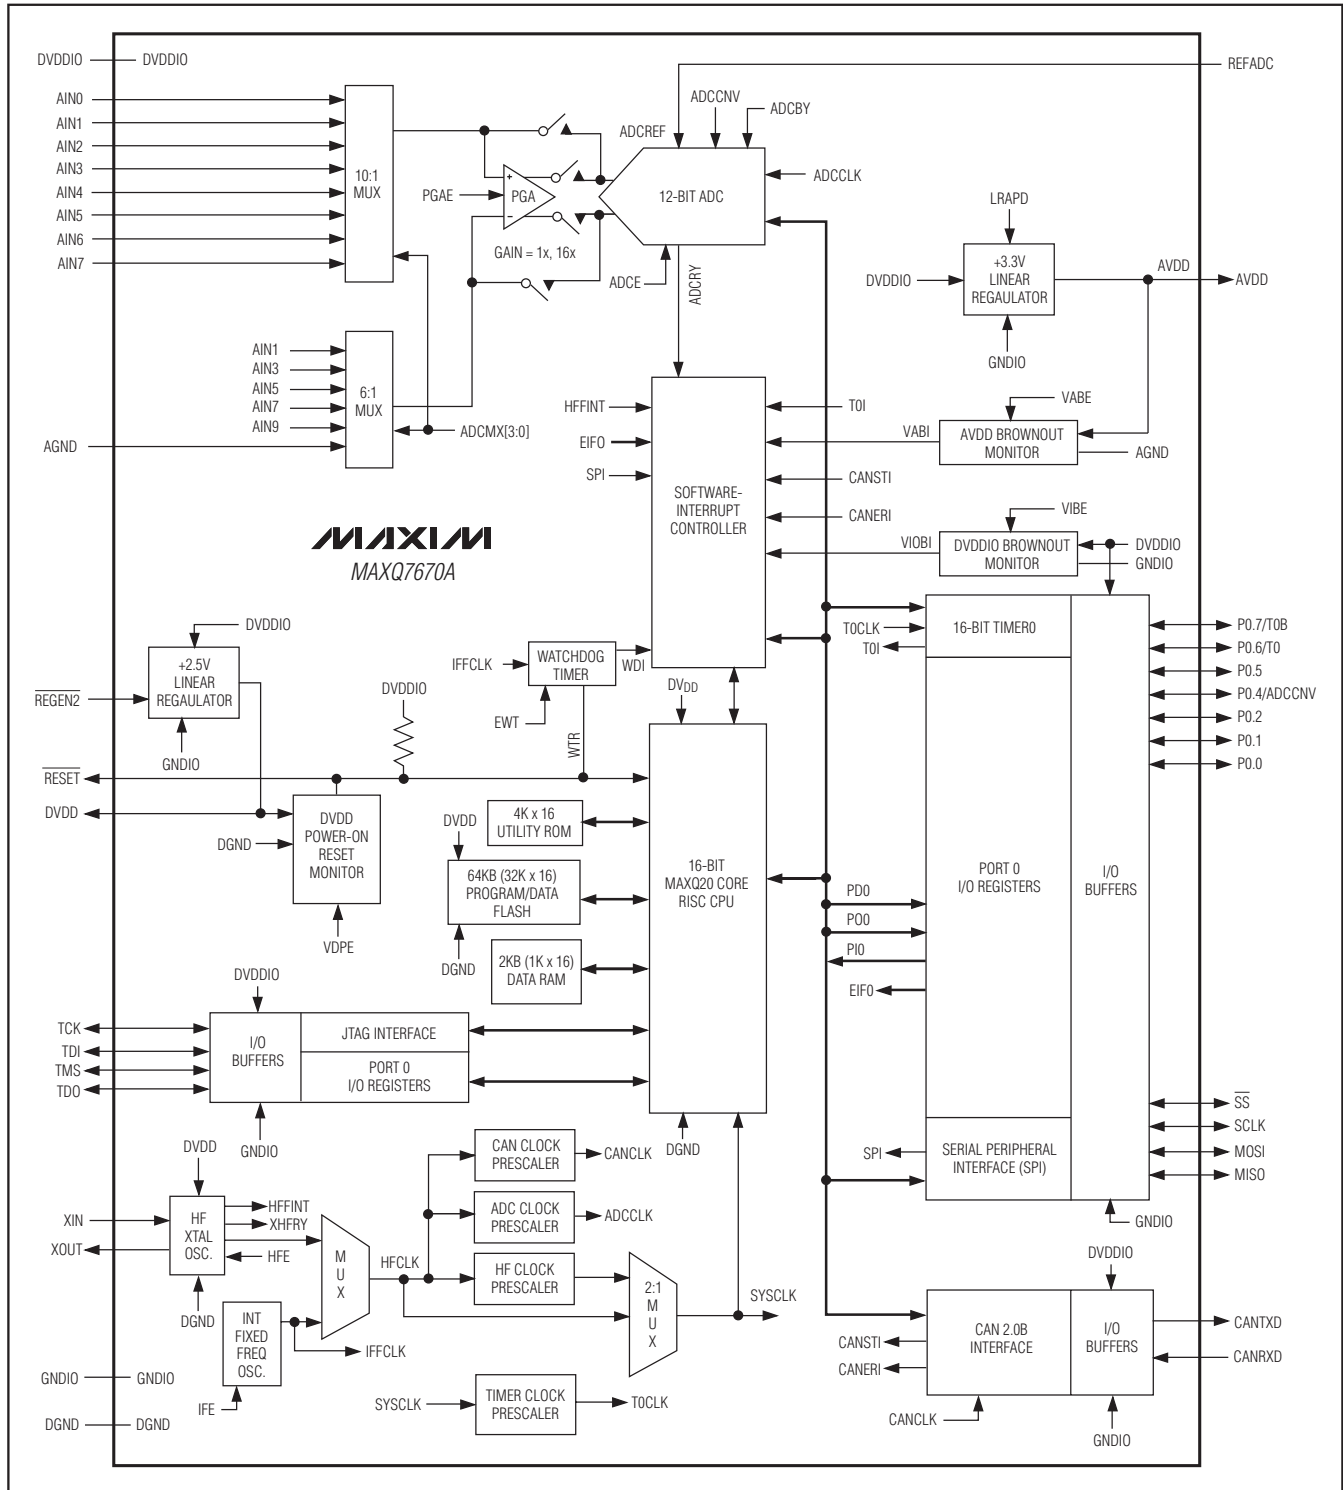 DVDDIO
DVDDIO
REFADC
AIN0
AIN1
AIN2
AIN3
AIN4
AIN5
AIN6
AIN7
10:1
MUX
PGAE
+
PGA
–
GAIN = 1x, 16x
ADCREF
ADCCNV
ADCBY
12-BIT ADC
ADCCLK
ADCE
ADCRY
LRAPD
DVDDIO
+3.3V
LINEAR
REGAULATOR
GNDIO
AVDD
AVDD
AIN1
AIN3
AIN5
AIN7
AIN9
AGND
6:1
MUX
ADCMX[3:0]
HFFINT
EIFO
SPI
SOFTWARE-
INTERRUPT
CONTROLLER
T0I
VABI
CANSTI
CANERI
VIOBI
VABE
AVDD BROWNOUT
MONITOR
AGND
VIBE
DVDDIO BROWNOUT
MONITOR
DVDDIO
GNDIO
MAXIM
MAXQ7670A
DVDDIO
+2.5V
LINEAR
REGAULATOR
REGEN2
GNDIO
RESET
DVDD
DGND
DVDD
POWER-ON
RESET
MONITOR
VDPE
DVDDIO
IFFCLK
WATCHDOG
TIMER
WDI
EWT
WTR
DVDD
4K x 16
UTILITY ROM
DVDD
64KB (32K x 16)
PROGRAM/DATA
FLASH
DGND
2KB (1K x 16)
DATA RAM
16-BIT
MAXQ20 CORE
RISC CPU
DGND
T0CLK
T0I
16-BIT TIMER0
PORT 0
I/O REGISTERS
I/O
BUFFERS
PD0
PO0
PI0
EIF0
SPI
SERIAL PERIPHERAL
INTERFACE (SPI)
GNDIO
P0.7/T0B
P0.6/T0
P0.5
P0.4/ADCCNV
P0.2
P0.1
P0.0
SS
SCLK
MOSI
MISO
DVDDIO
TCK
TDI
TMS
TDO
I/O
BUFFERS
JTAG INTERFACE
PORT 0
I/O REGISTERS
GNDIO
DVDD
XIN
XOUT
HF
XTAL
OSC.
HFFINT
XHFRY
HFE
DGND
INT
FIXED
FREQ
OSC.
IFE
IFFCLK
M
U
X
HFCLK
CAN CLOCK
PRESCALER
CANCLK
ADC CLOCK
PRESCALER
ADCCLK
HF CLOCK
PRESCALER
2:1
M
U
X
SYSCLK
SYSCLK
TIMER CLOCK
PRESCALER
T0CLK
GNDIO
GNDIO
DGND
DGND
DVDDIO
CAN 2.0B
INTERFACE
I/O
BUFFERS
CANSTI
CANERI
CANCLK
GNDIO
CANTXD
CANRXD